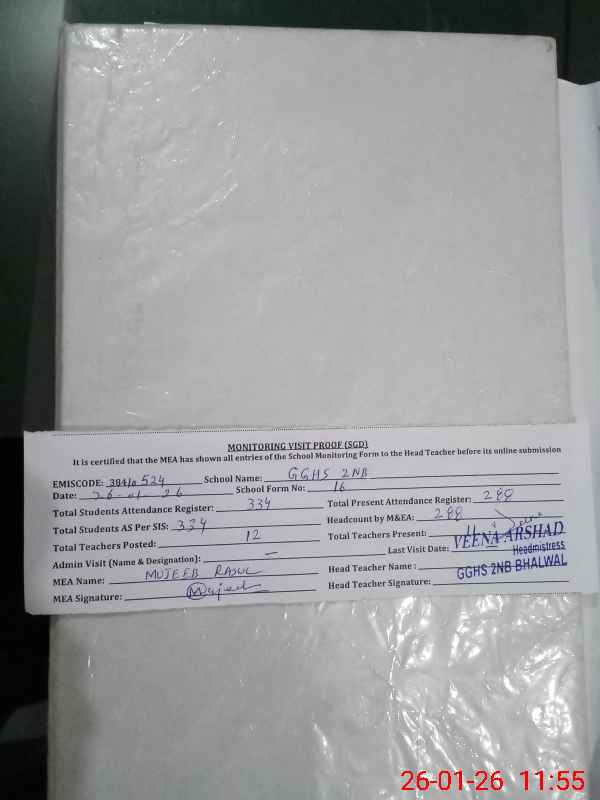 MONITORING VISIT PROOF (SGD)
It is certified that the MEA has shown all entries of the School Monitoring Form to the Head Teacher before its online submission
EMISCODE: 524 School Name: GGHS 2NB
Date: 26-01-26 School Form No: 16
Total Students Attendance Register: 334 Total Present Attendance Register: 288
Total Students AS Per SIS: 334 Headcount by M&EA: 288
Total Teachers Posted: 12 Total Teachers Present: 11
Admin Visit (Name & Designation): — Last Visit Date:
MEA Name: MUJEEB RASUL Head Teacher Name :
MEA Signature: Mujeeb Head Teacher Signature:
VEENA ARSHAD
Headmistress
GGHS 2NB BHALWAL
26-01-26 11:55